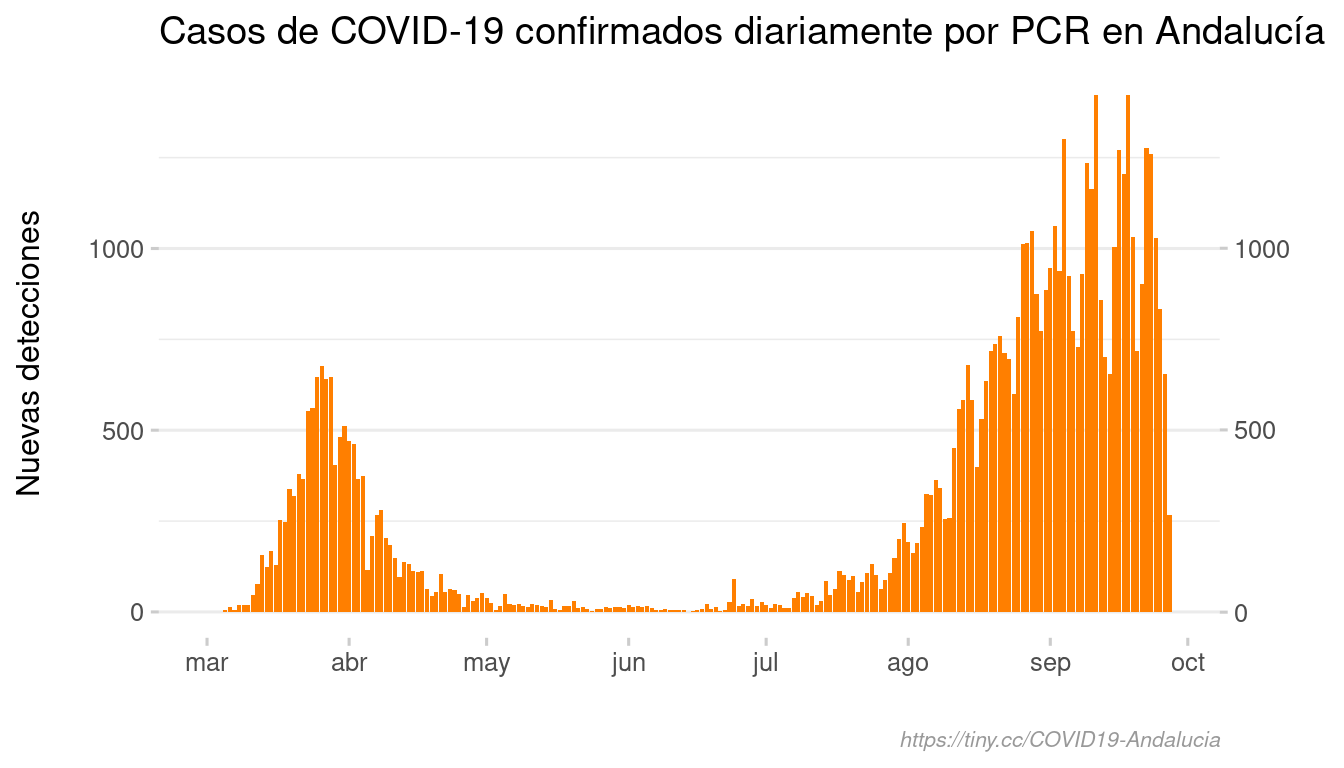 Casos de COVID-19 confirmados diariamente por PCR en Andalucía
Nuevas detecciones
1000 1000
500 500
0 0
mar abr may jun jul ago sep oct
https://tiny.cc/COVID19-Andalucia